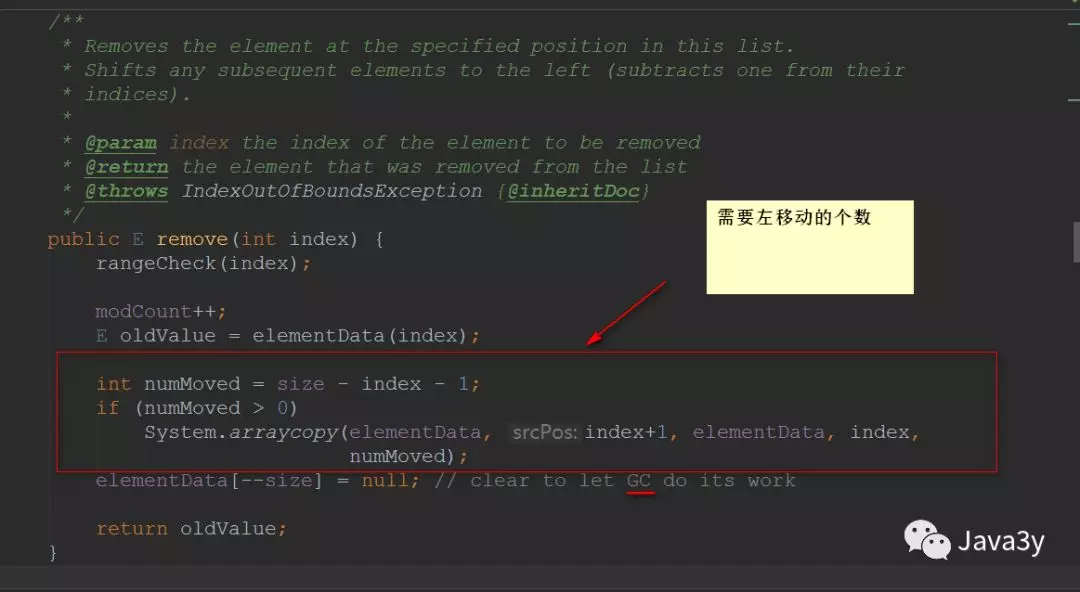 /**
* Removes the element at the specified position in this list.
* Shifts any subsequent elements to the left (subtracts one from their
* indices).
*
* @param index the index of the element to be removed
* @return the element that was removed from the list
* @throws IndexOutOfBoundsException {@inheritDoc}
*/
需要左移动的个数
public E remove(int index) {
rangeCheck(index);
modCount++;
E oldValue = elementData(index);
int numMoved = size - index - 1;
if (numMoved > 0)
System.arraycopy(elementData, srcPos: index+1, elementData, index,
numMoved);
elementData[--size] = null; // clear to let GC do its work
return oldValue;
}
Java3y